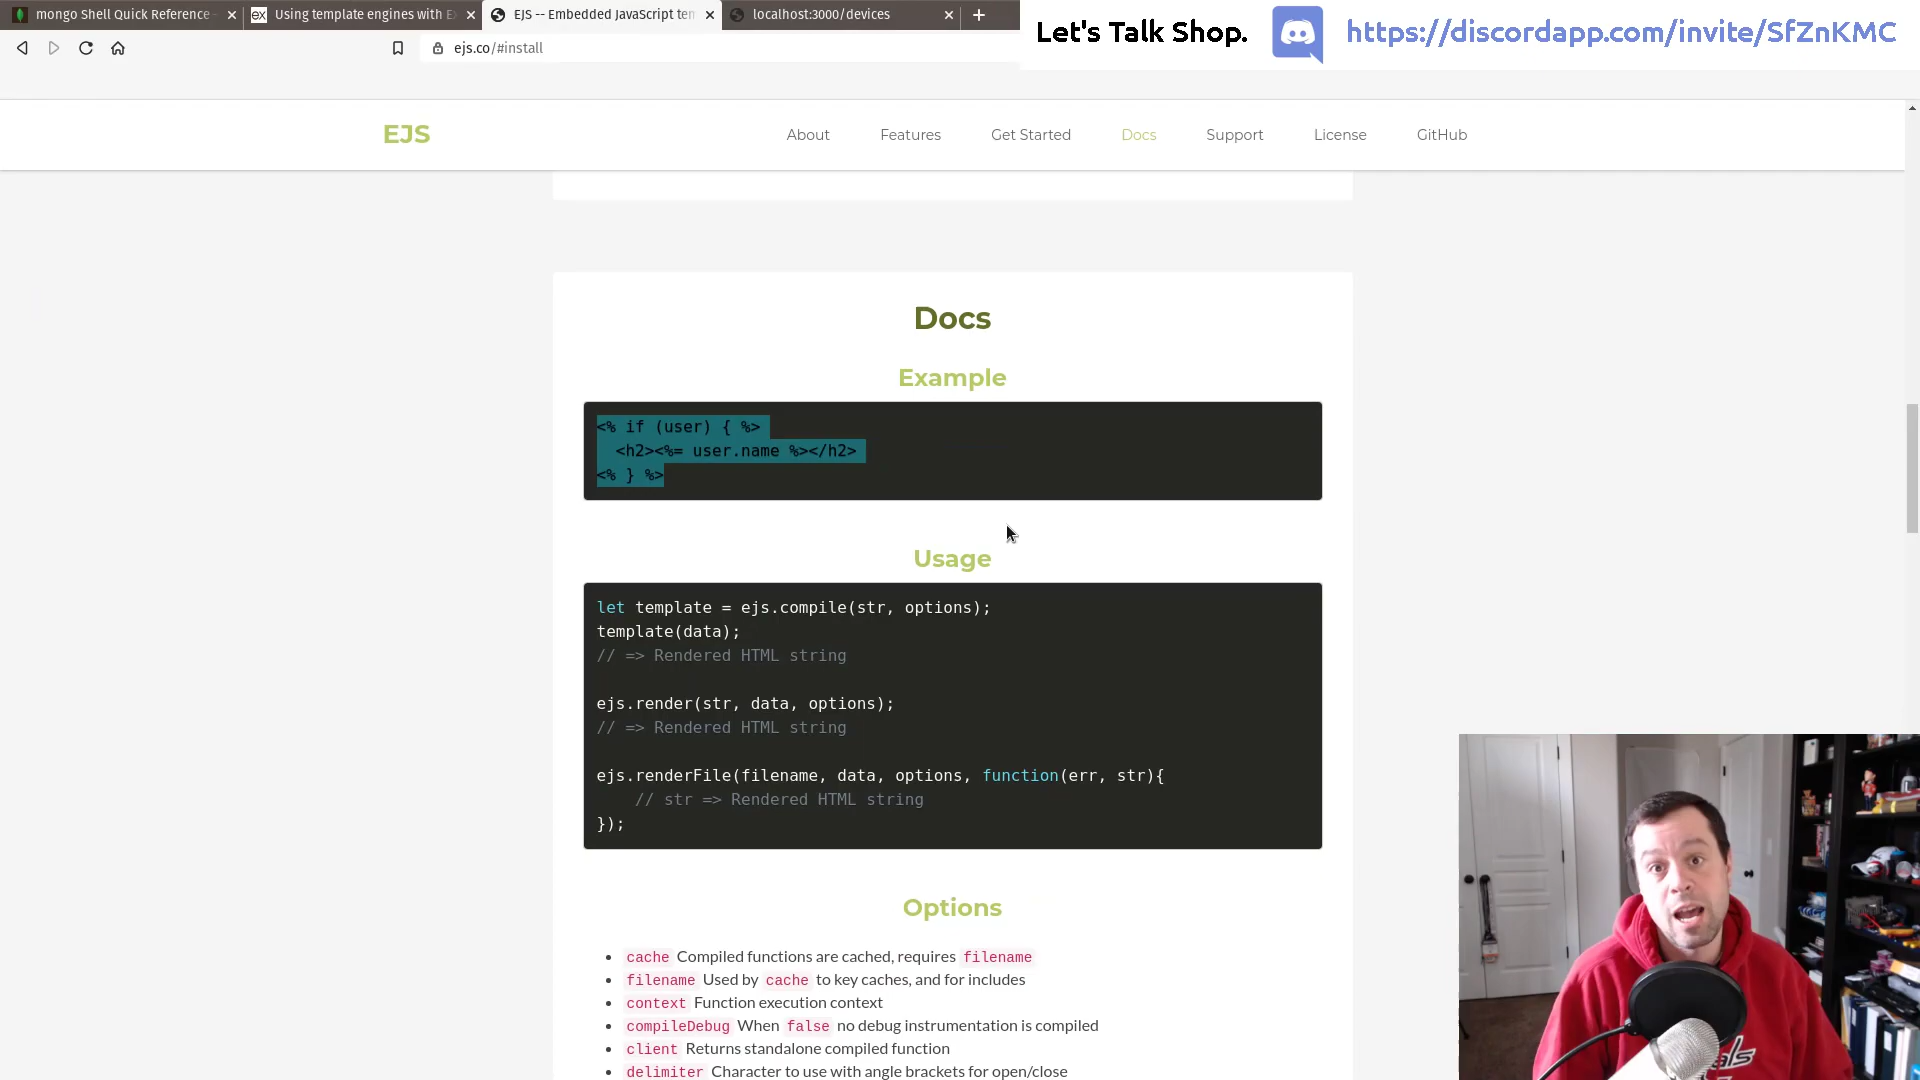 mongo Shell Quick Reference
Using template engines with Ex
EJS -- Embedded JavaScript tem
localhost:3000/devices
ejs.co/#install
Let's Talk Shop.
https://discordapp.com/invite/SfZnKMC
EJS
About
Features
Get Started
Docs
Support
License
GitHub
Docs
Example
<% if (user) { %>
<h2><%= user.name %></h2>
<% } %>
Usage
let template = ejs.compile(str, options);
template(data);
// => Rendered HTML string
ejs.render(str, data, options);
// => Rendered HTML string
ejs.renderFile(filename, data, options, function(err, str){
// str => Rendered HTML string
});
Options
cache Compiled functions are cached, requires filename
filename Used by cache to key caches, and for includes
context Function execution context
compileDebug When false no debug instrumentation is compiled
client Returns standalone compiled function
delimiter Character to use with angle brackets for open/close